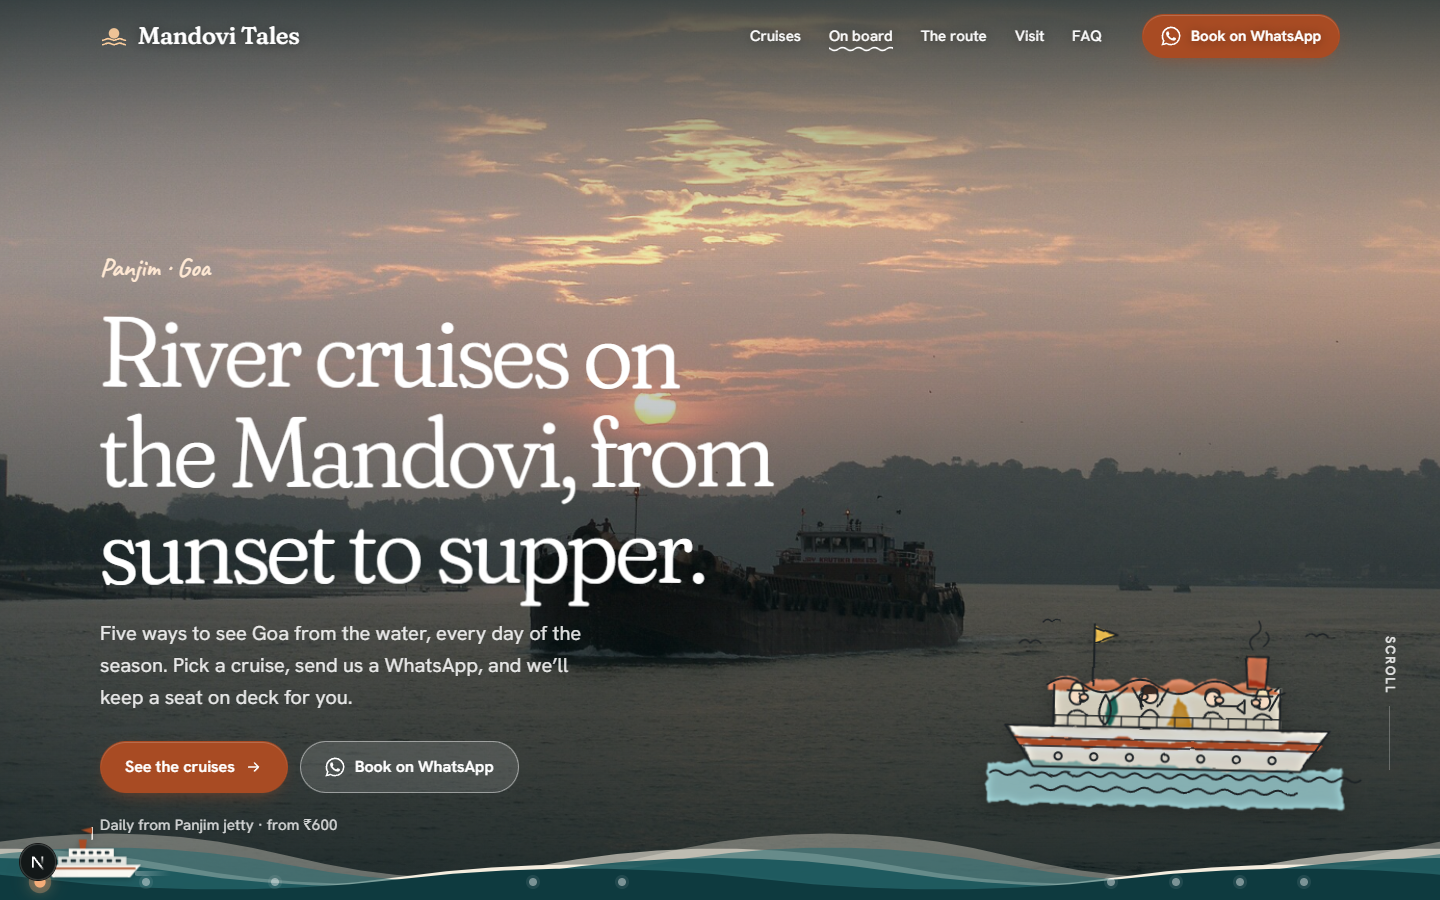 Mandovi Tales
Cruises
On board
The route
Visit
FAQ
Book on WhatsApp
Panjim · Goa
River cruises on
the Mandovi, from
sunset to supper.
Five ways to see Goa from the water, every day of the
season. Pick a cruise, send us a WhatsApp, and we’ll
keep a seat on deck for you.
See the cruises →
Book on WhatsApp
Daily from Panjim jetty · from ₹600
SCROLL
N